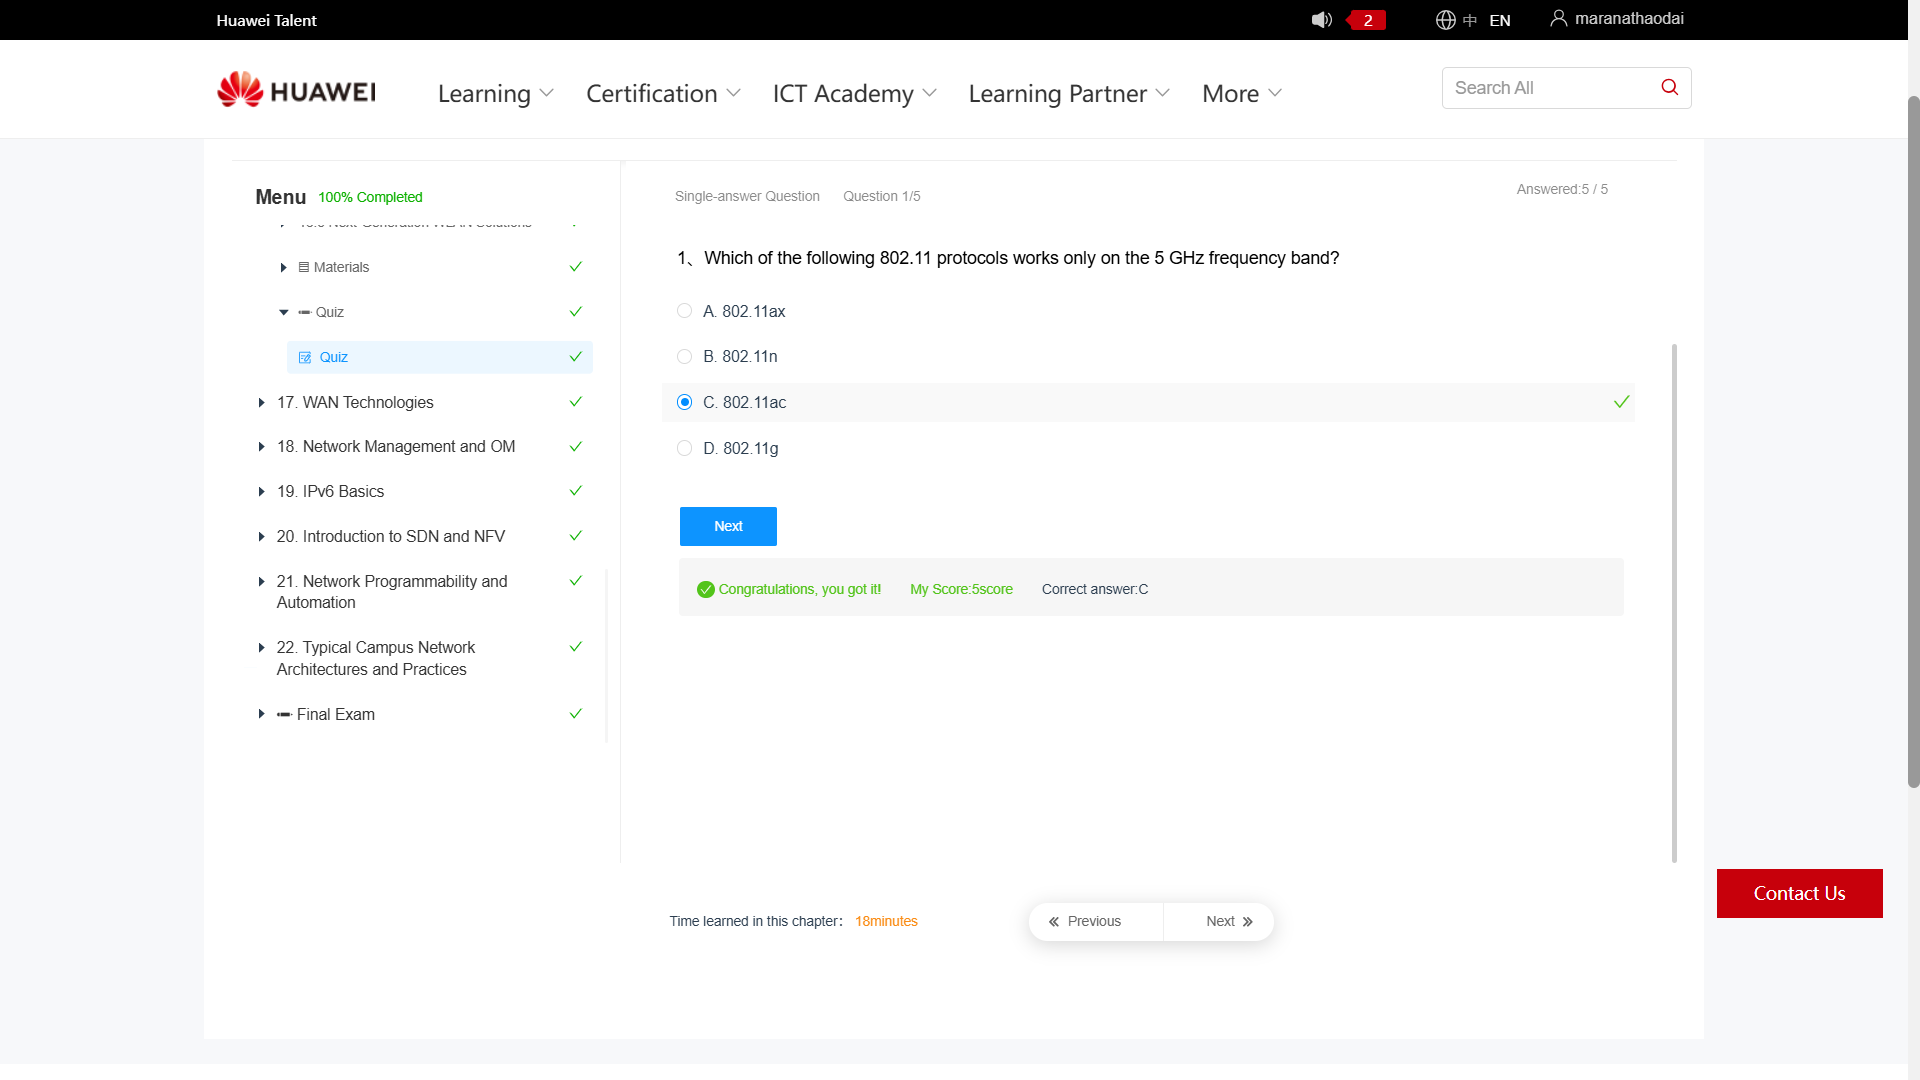 Huawei Talent
2
中 EN
maranathaodai
HUAWEI
Learning
Certification
ICT Academy
Learning Partner
More
Search All
Menu 100% Completed
Materials
Quiz
Quiz
17. WAN Technologies
18. Network Management and OM
19. IPv6 Basics
20. Introduction to SDN and NFV
21. Network Programmability and
Automation
22. Typical Campus Network
Architectures and Practices
Final Exam
Single-answer Question Question 1/5
Answered:5 / 5
1、Which of the following 802.11 protocols works only on the 5 GHz frequency band?
A. 802.11ax
B. 802.11n
C. 802.11ac
D. 802.11g
Next
Congratulations, you got it! My Score:5score Correct answer:C
Time learned in this chapter： 18minutes
« Previous
Next »
Contact Us